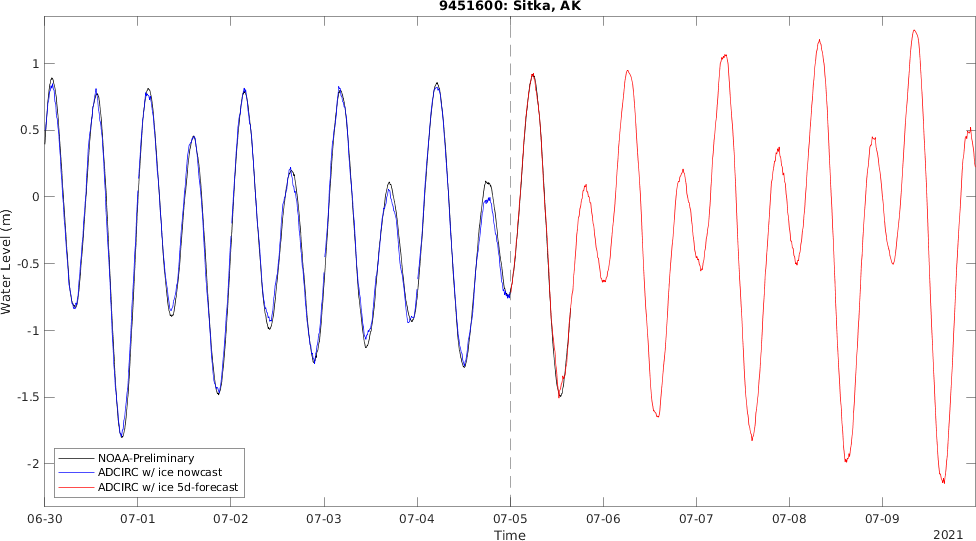 9451600: Sitka, AK
1
0.5
0
-0.5
-1
-1.5
-2
Water Level (m)
NOAA-Preliminary
ADCIRC w/ ice nowcast
ADCIRC w/ ice 5d-forecast
06-30 07-01 07-02 07-03 07-04 07-05 07-06 07-07 07-08 07-09
Time
2021